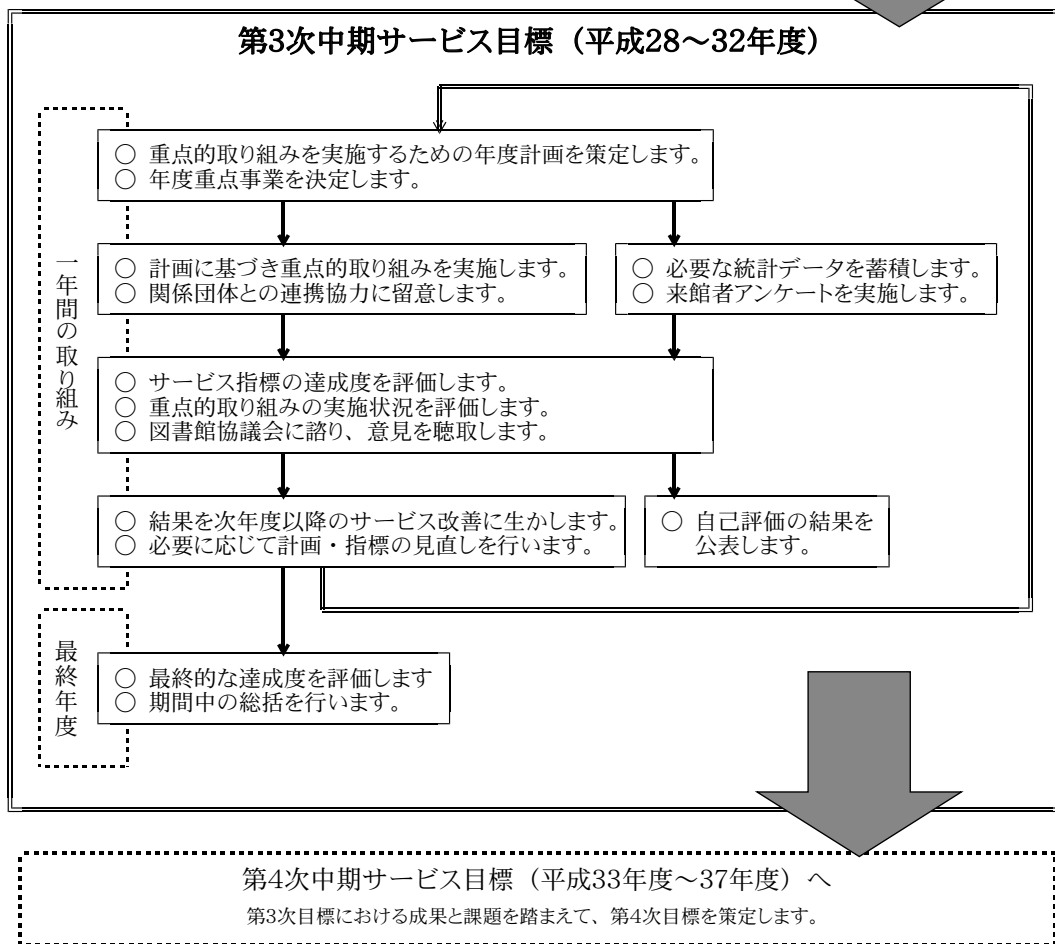 第3次中期サービス目標（平成28～32年度）
一年間の取り組み
○ 重点的取り組みを実施するための年度計画を策定します。
○ 年度重点事業を決定します。
○ 計画に基づき重点的取り組みを実施します。
○ 関係団体との連携協力に留意します。
○ 必要な統計データを蓄積します。
○ 来館者アンケートを実施します。
○ サービス指標の達成度を評価します。
○ 重点的取り組みの実施状況を評価します。
○ 図書館協議会に諮り、意見を聴取します。
○ 結果を次年度以降のサービス改善に生かします。
○ 必要に応じて計画・指標の見直しを行います。
○ 自己評価の結果を
公表します。
最終年度
○ 最終的な達成度を評価します
○ 期間中の総括を行います。
第4次中期サービス目標（平成33年度～37年度）へ
第3次目標における成果と課題を踏まえて、第4次目標を策定します。